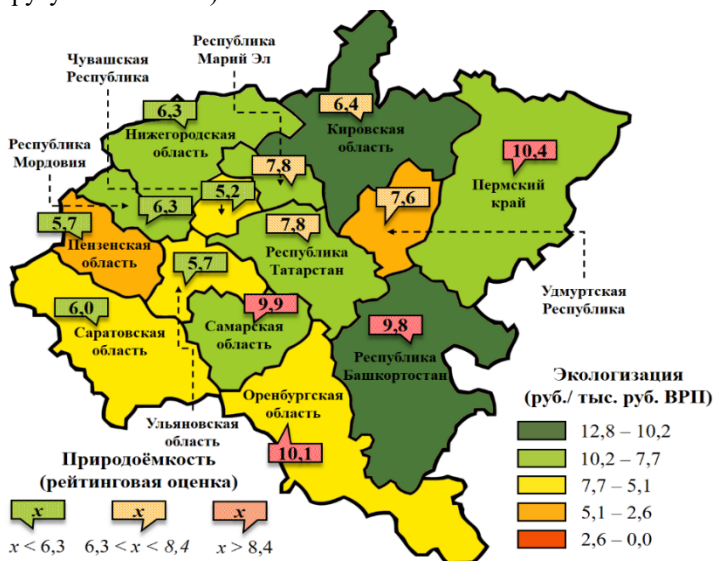 Республика
Марий Эл
Чувашская
Республика
6,3
Нижегородская
область
6,4
Кировская
область
Республика
Мордовия
7,8
10,4
Пермский
край
5,2
7,6
6,3
5,7
Пензенская
область
7,8
Республика
Татарстан
5,7
Удмуртская
Республика
6,0
Саратовская
область
9,9
Самарская
область
9,8
Республика
Башкортостан
Оренбургская
область
10,1
Ульяновская
область
Природоёмкость
(рейтинговая оценка)
x x x
x < 6,3 6,3 < x < 8,4 x > 8,4
Экологизация
(руб./ тыс. руб. ВРП)
12,8 – 10,2
10,2 – 7,7
7,7 – 5,1
5,1 – 2,6
2,6 – 0,0